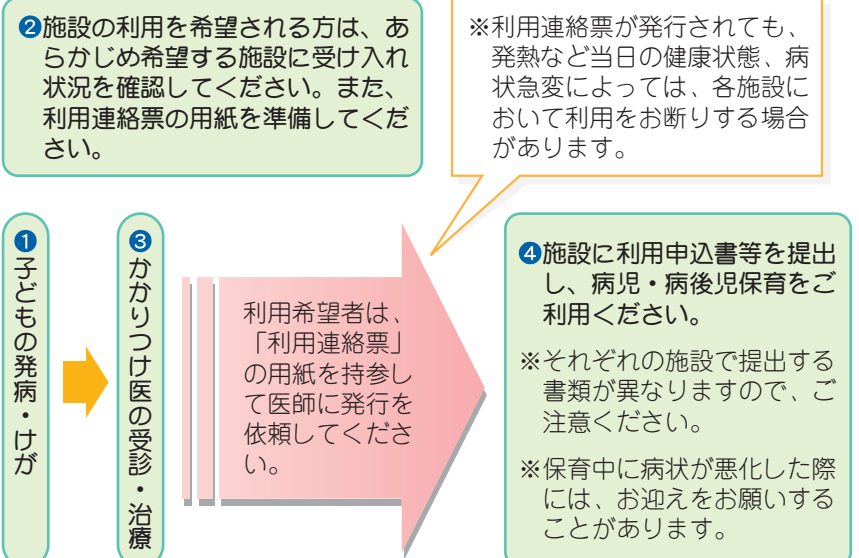 ❷施設の利用を希望される方は、あ
らかじめ希望する施設に受け入れ
状況を確認してください。また、
利用連絡票の用紙を準備してくだ
さい。
※利用連絡票が発行されても、
発熱など当日の健康状態、病
状急変によっては、各施設に
おいて利用をお断りする場合
があります。
❶子どもの発病・けが
❸かかりつけ医の受診・治療
利用希望者は、
「利用連絡票」
の用紙を持参し
て医師に発行を
依頼してくださ
い。
❹施設に利用申込書等を提出
し、病児・病後児保育をご
利用ください。
※それぞれの施設で提出する
書類が異なりますので、ご
注意ください。
※保育中に病状が悪化した際
には、お迎えをお願いする
ことがあります。